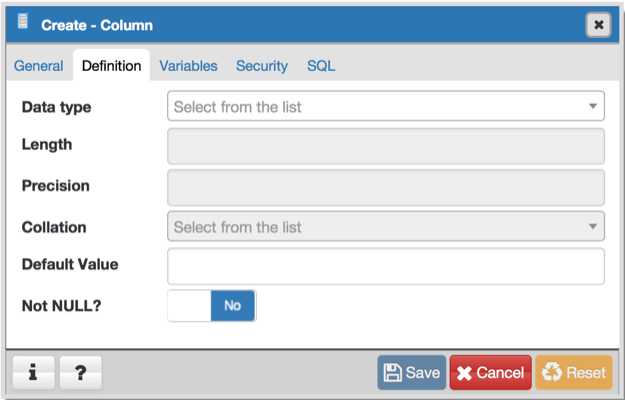 Create - Column
General Definition Variables Security SQL
Data type Select from the list
Length
Precision
Collation Select from the list
Default Value
Not NULL? No
i ? Save Cancel Reset